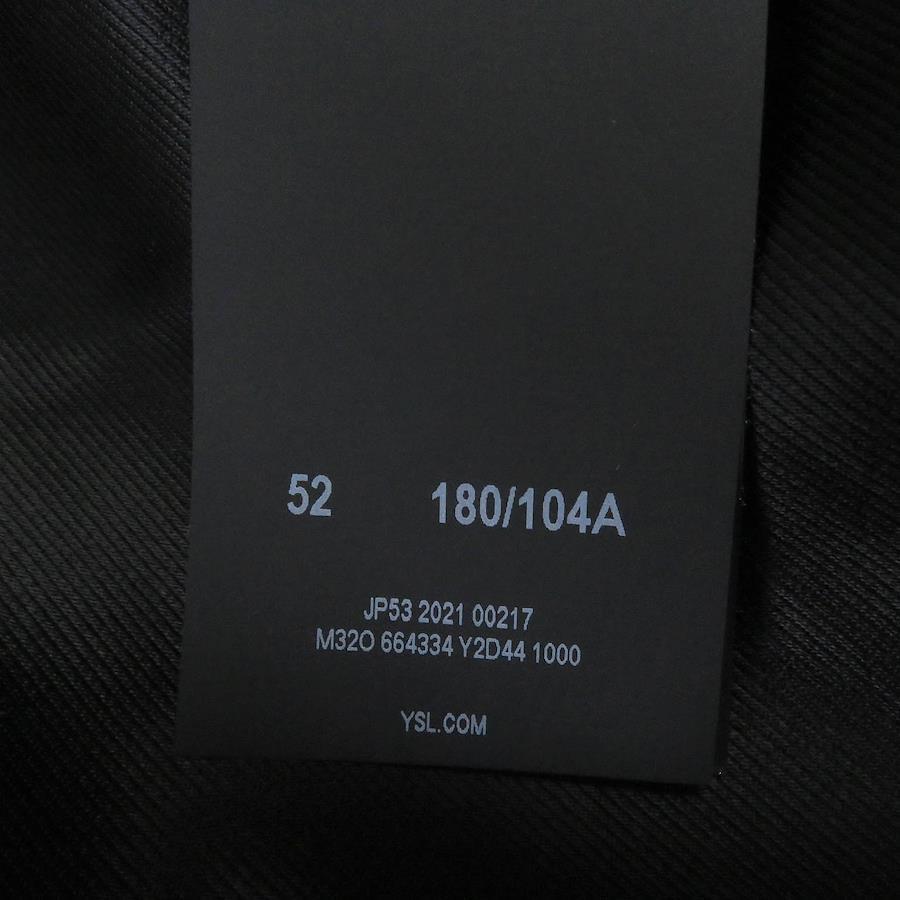 52 180/104A
JP53 2021 00217
M32O 664334 Y2D44 1000
YSL.COM